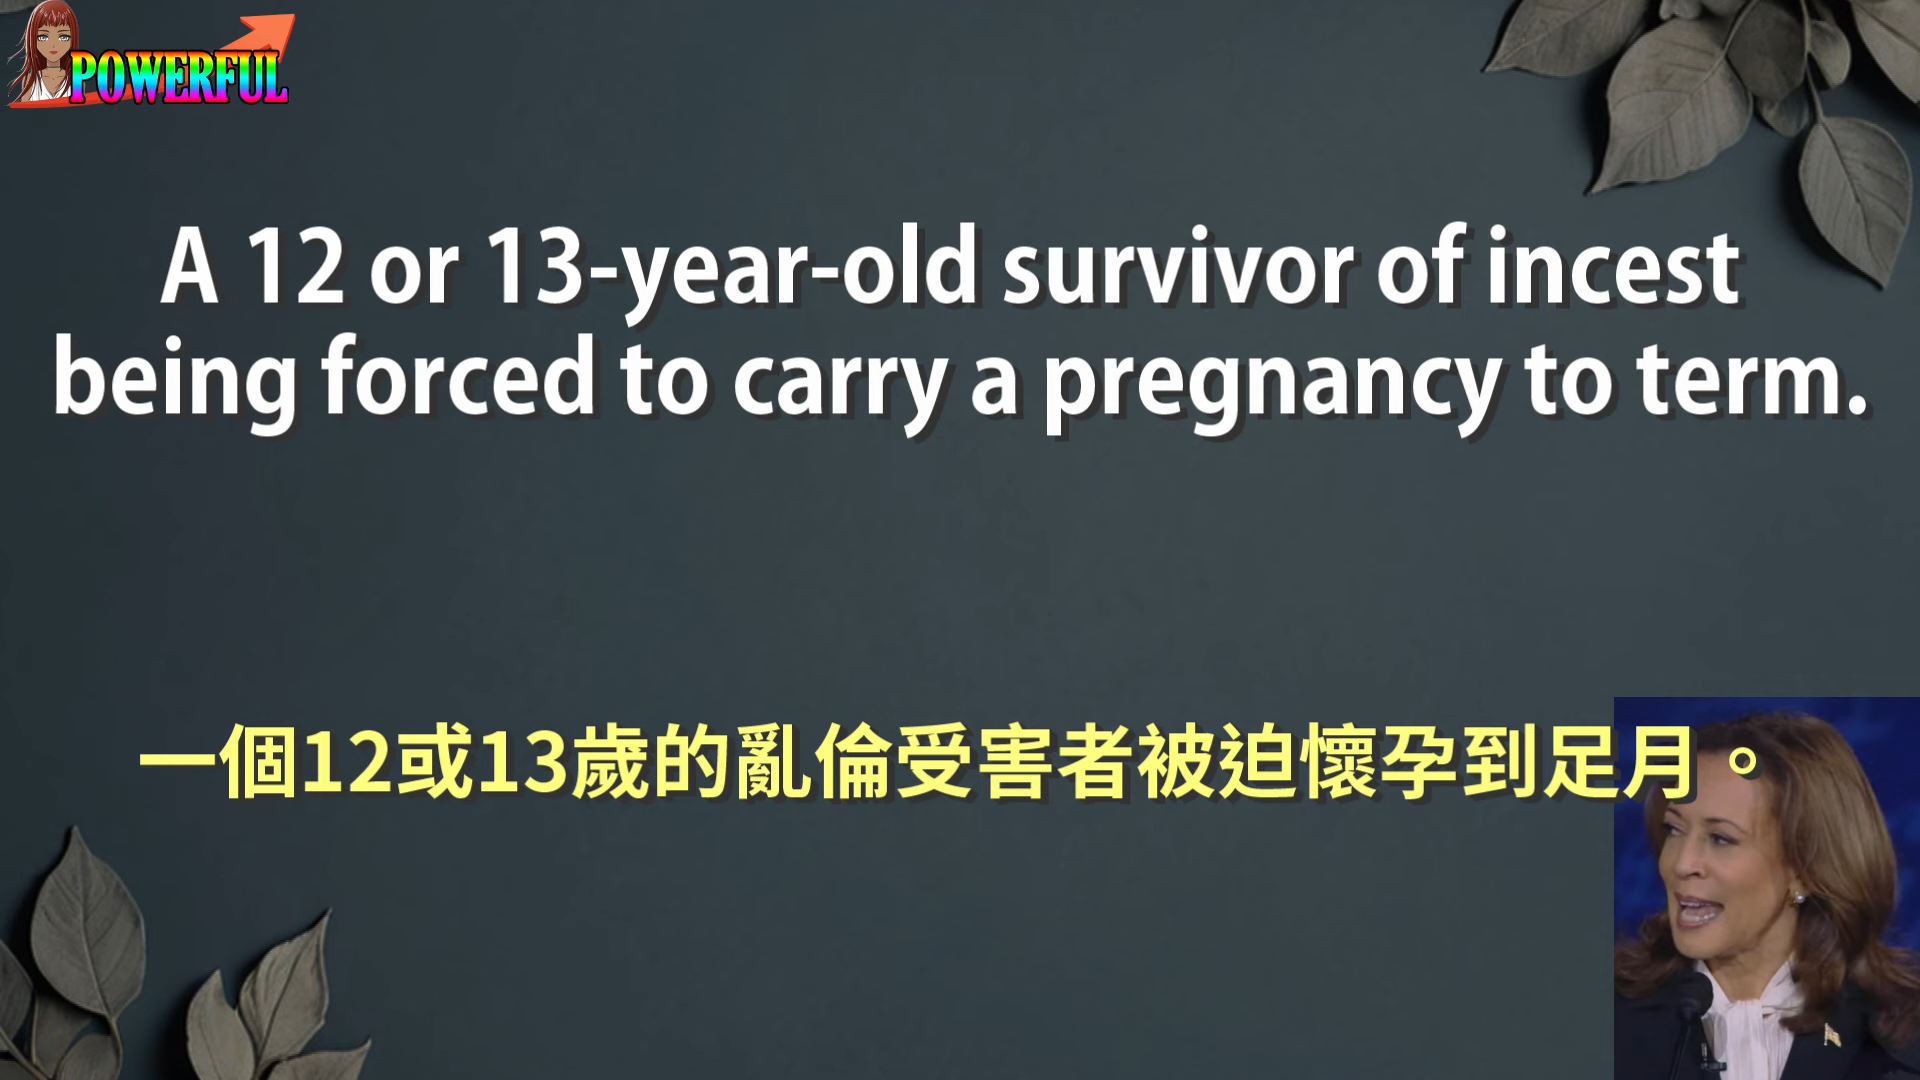 POWERFUL
A 12 or 13-year-old survivor of incest
being forced to carry a pregnancy to term.
一個12或13歲的亂倫受害者被迫懷孕到足月。